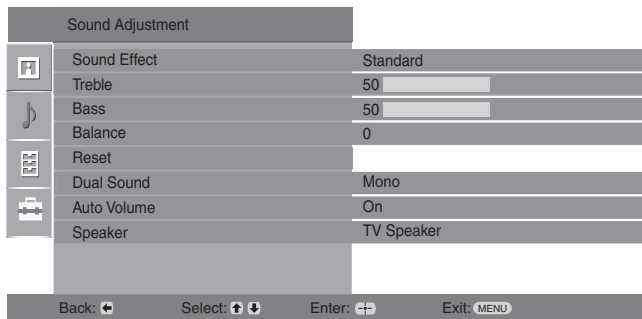 Sound Adjustment
Sound Effect Standard
Treble 50
Bass 50
Balance 0
Reset
Dual Sound Mono
Auto Volume On
Speaker TV Speaker
Back: Select: Enter: Exit: MENU